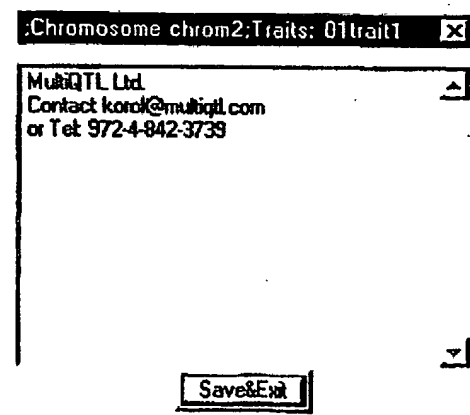 ;Chromosome chrom2;Traits: 01trait1
MultiQTL Ltd.
Contact korol@multiqtl.com
or Tel: 972-4-842-3739
Save&Exit